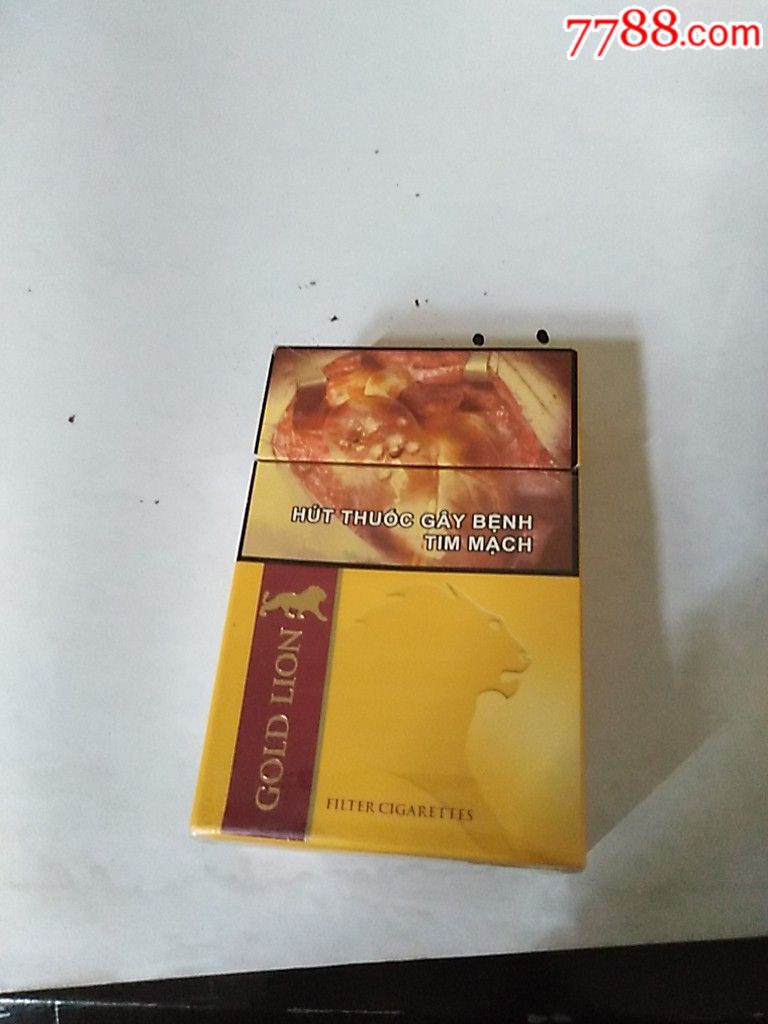 7788.com
HÚT THUỐC GÂY BỆNH
TIM MẠCH
GOLD LION
FILTER CIGARETTES